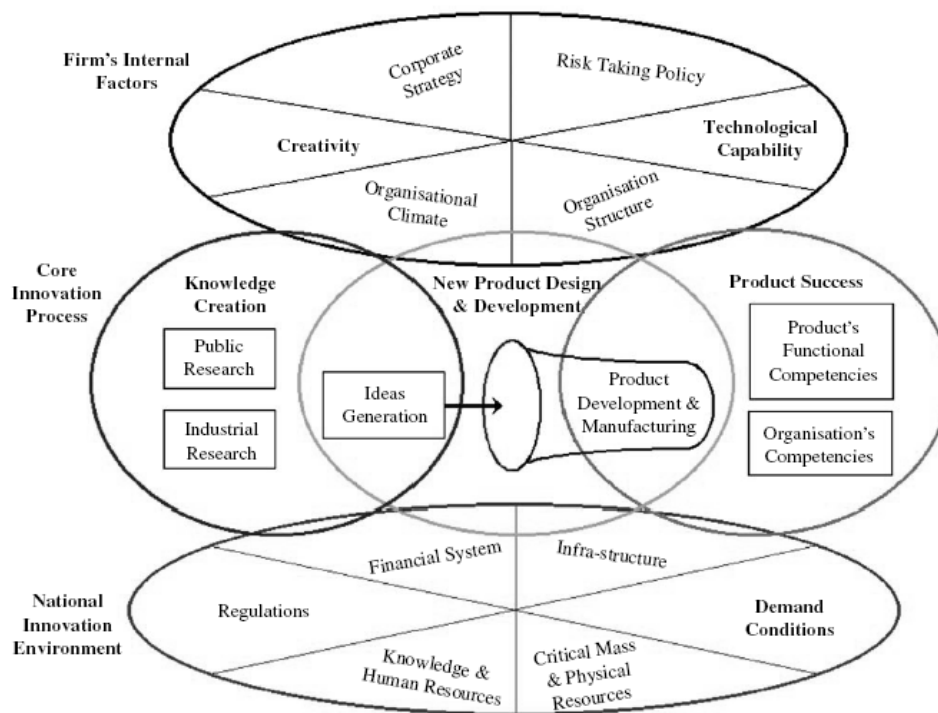 Firm's Internal
Factors
Corporate
Strategy
Risk Taking Policy
Creativity
Technological
Capability
Organisational
Climate
Organisation
Structure
Core
Innovation
Process
Knowledge
Creation
Public
Research
Industrial
Research
New Product Design
& Development
Ideas
Generation
Product
Development &
Manufacturing
Product Success
Product's
Functional
Competencies
Organisation's
Competencies
National
Innovation
Environment
Financial System
Infra-structure
Regulations
Demand
Conditions
Knowledge &
Human Resources
Critical Mass
& Physical
Resources